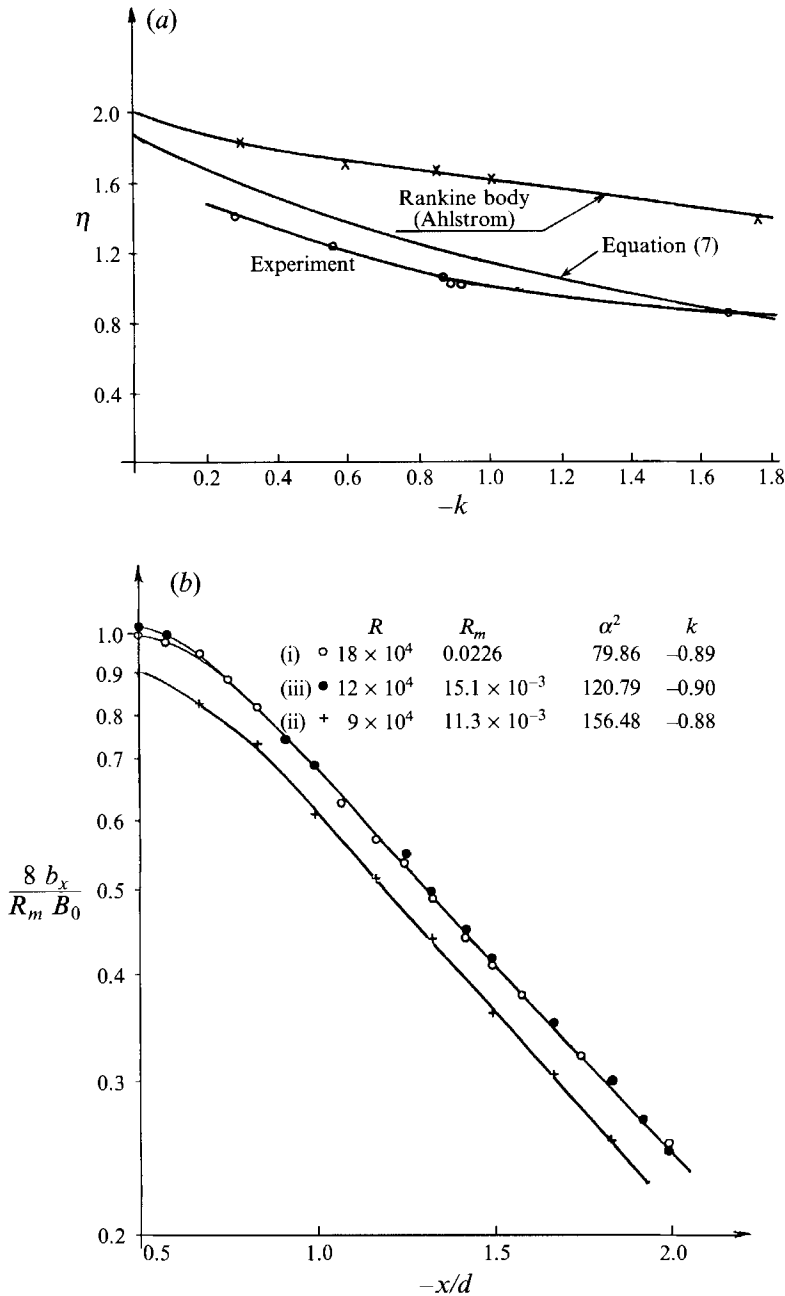 (a)
2.0
1.6
η
1.2
0.8
0.4
Rankine body
(Ahlstrom)
Equation (7)
Experiment
0.2 0.4 0.6 0.8 1.0 1.2 1.4 1.6 1.8
–k
(b)
R R_m α² k
(i) ○ 18 × 10⁴ 0.0226 79.86 –0.89
(iii) ● 12 × 10⁴ 15.1 × 10⁻³ 120.79 –0.90
(ii) + 9 × 10⁴ 11.3 × 10⁻³ 156.48 –0.88
1.0
0.9
0.8
0.7
0.6
0.5
0.4
0.3
0.2
8 b_x
R_m B_0
0.5 1.0 1.5 2.0
–x/d